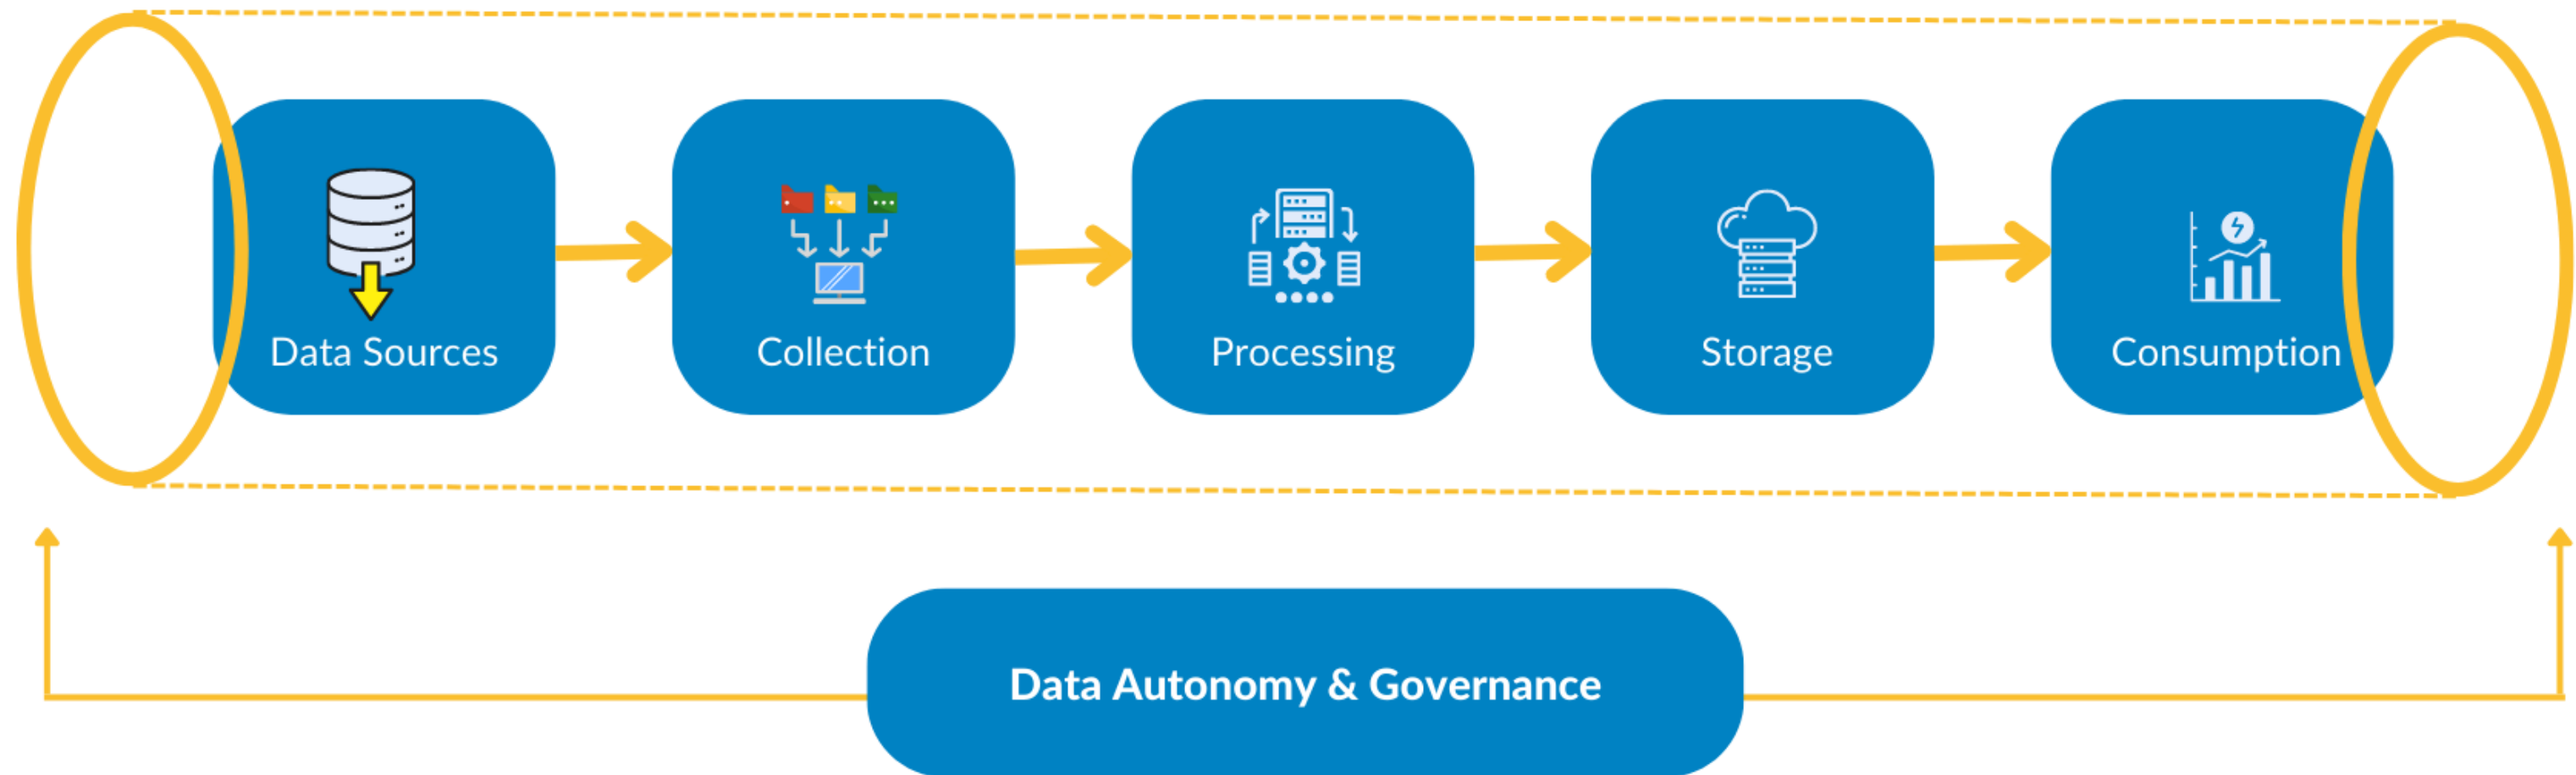 Data Sources
Collection
Processing
Storage
Consumption
Data Autonomy & Governance